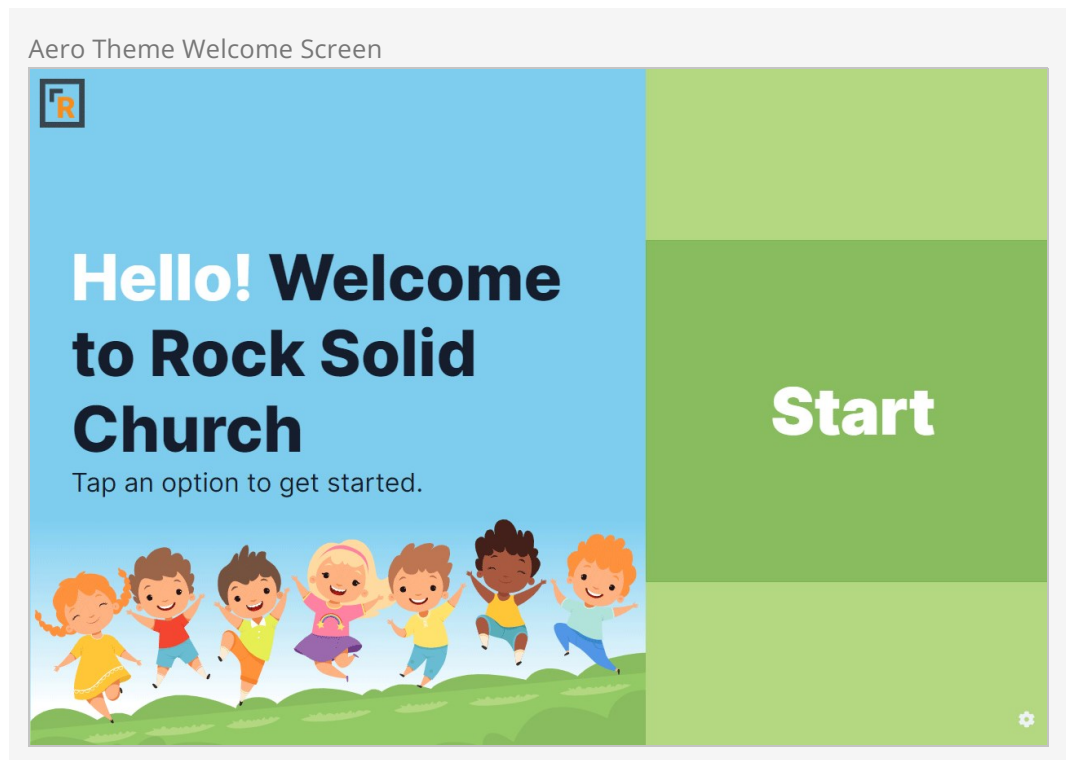 Aero Theme Welcome Screen
R
Hello! Welcome
to Rock Solid
Church
Tap an option to get started.
Start